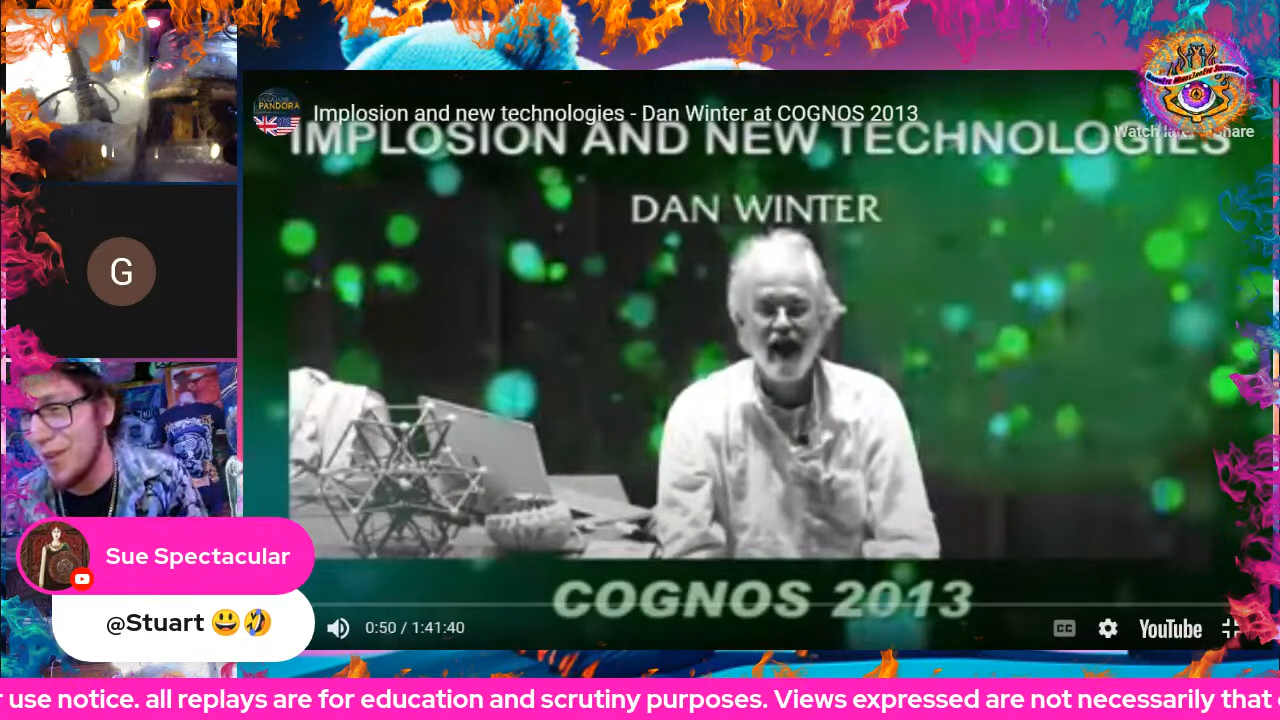 Implosion and new technologies - Dan Winter at COGNOS 2013
PANDORA
IMPLOSION AND NEW TECHNOLOGIES
Share
DAN WINTER
G
Sue Spectacular
@Stuart 😃🤣
COGNOS 2013
0:50 / 1:41:40
CC
YouTube
r use notice. all replays are for education and scrutiny purposes. Views expressed are not necessarily that